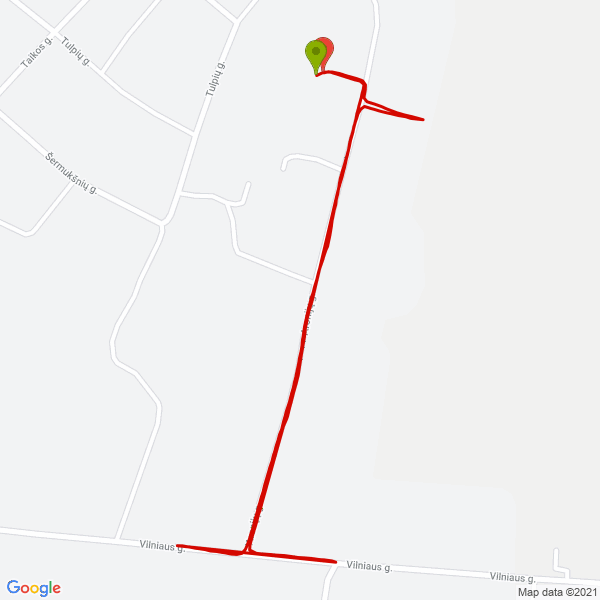 Taikos g.
Tulpių g.
Tulpių g.
Šermukšnių g.
Vilniaus g.
Vilniaus g.
Vilniaus g.
Google
Map data ©2021